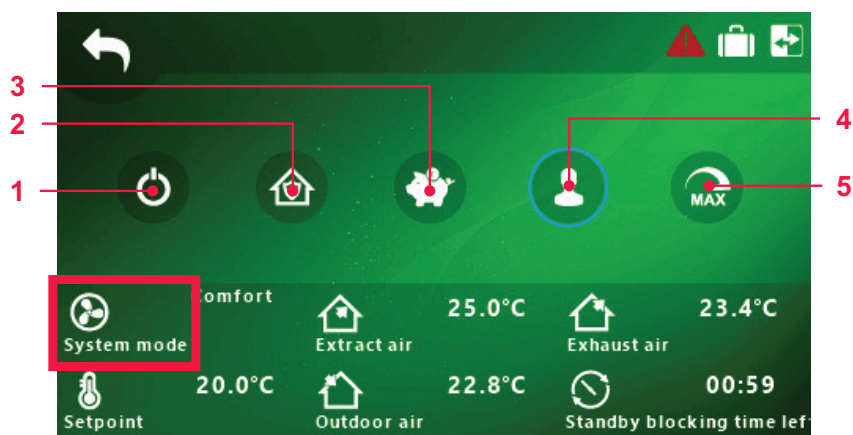 3
2
4
1
5
MAX
Comfort
25.0°C
23.4°C
System mode
Extract air
Exhaust air
20.0°C
22.8°C
00:59
Setpoint
Outdoor air
Standby blocking time lef